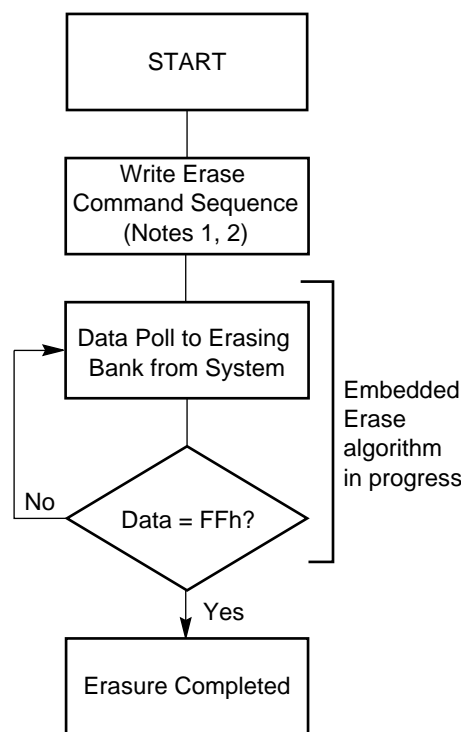 START
Write Erase
Command Sequence
(Notes 1, 2)
Data Poll to Erasing
Bank from System
Embedded
Erase
algorithm
in progress
No
Data = FFh?
Yes
Erasure Completed